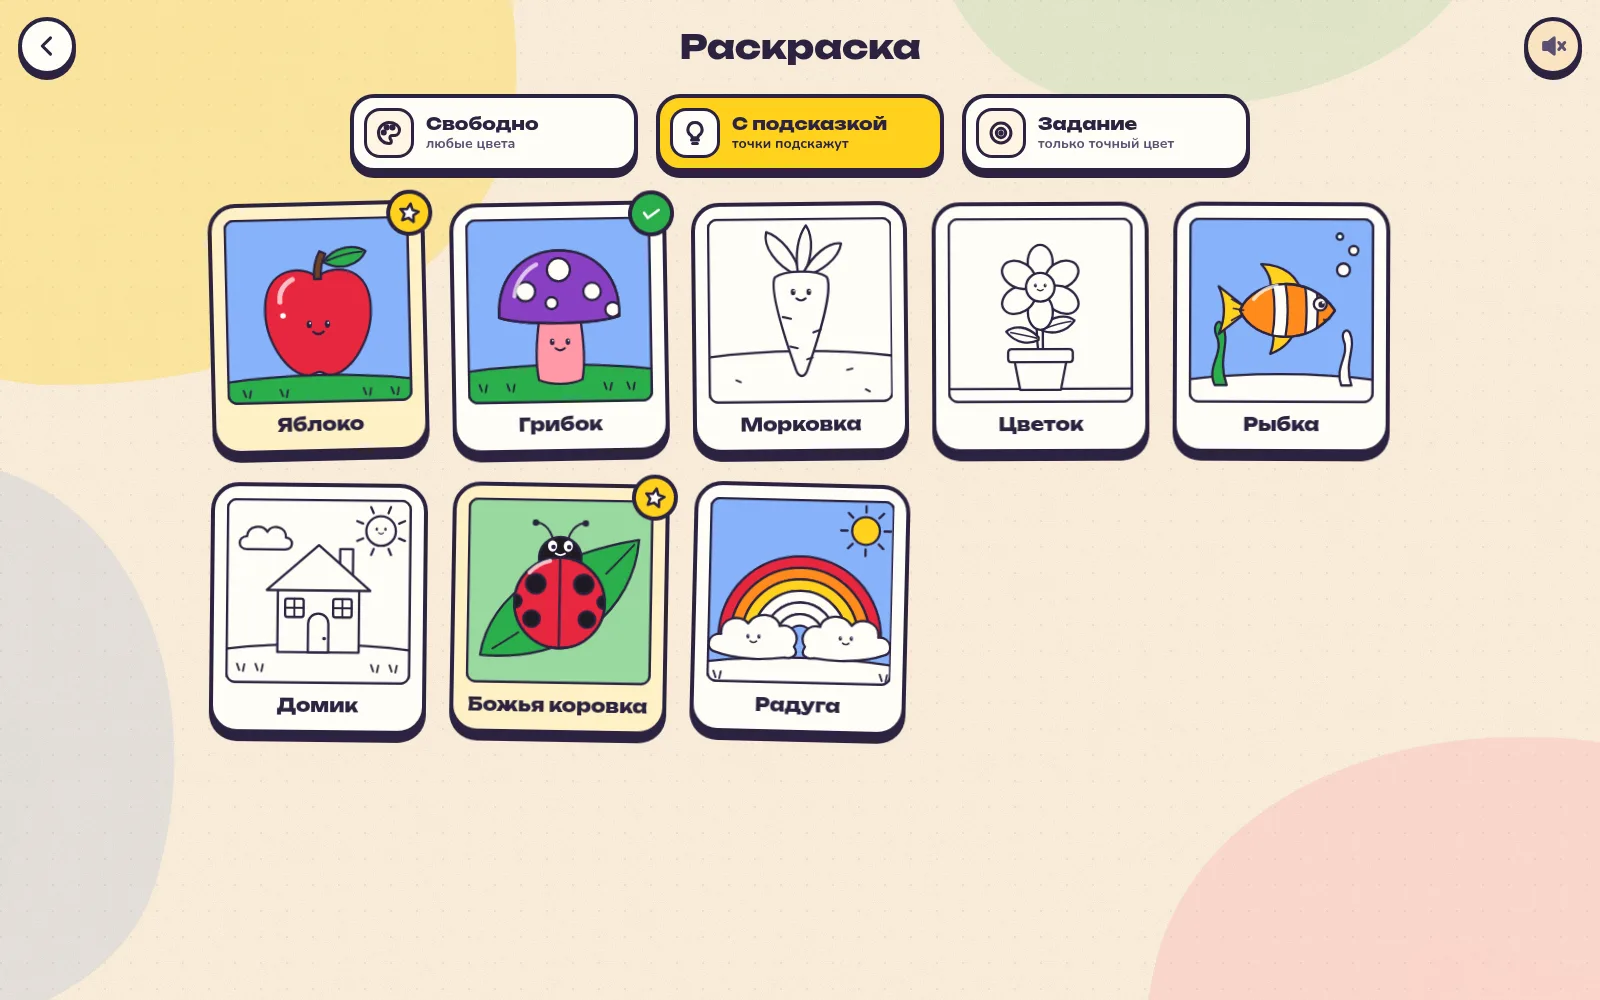 Раскраска
Свободно
любые цвета
С подсказкой
точки подскажут
Задание
только точный цвет
Яблоко
Грибок
Морковка
Цветок
Рыбка
Домик
Божья коровка
Радуга